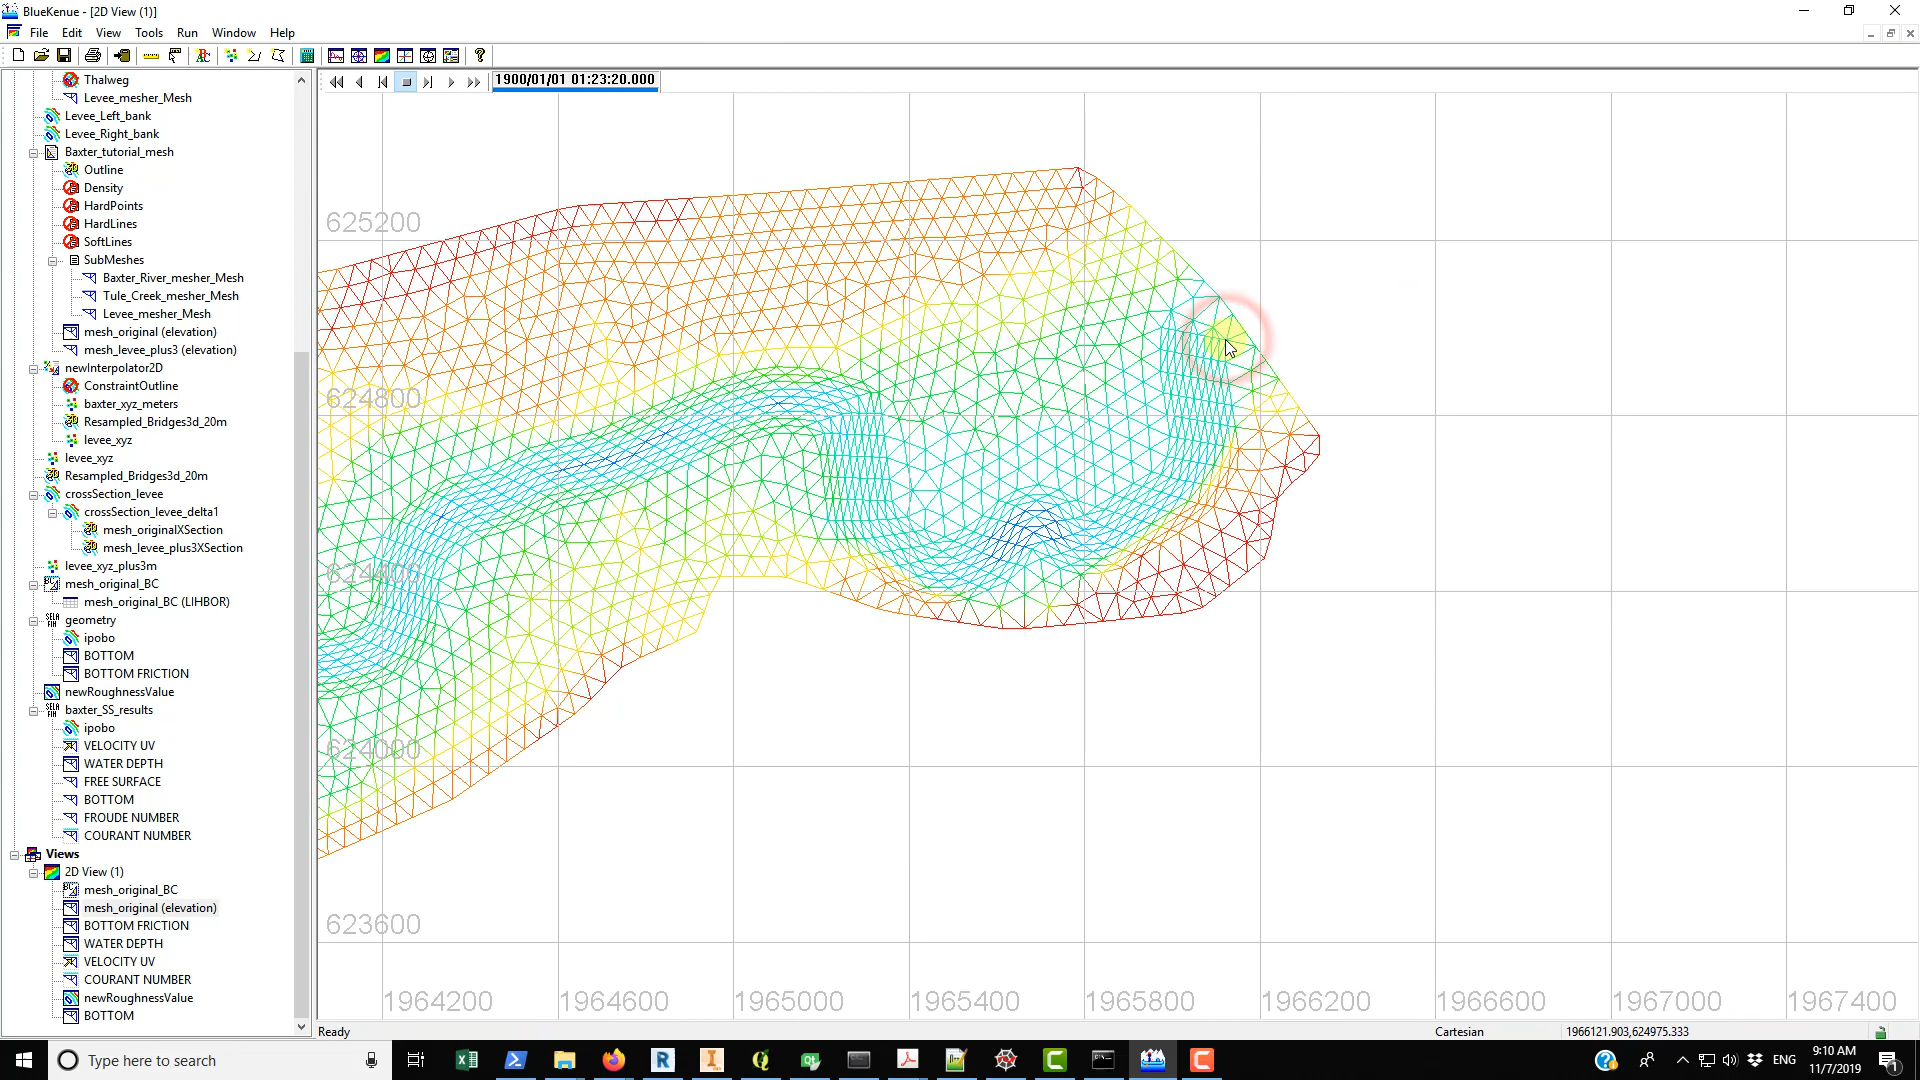 BlueKenue - [2D View (1)]
File Edit View Tools Run Window Help
1900/01/01 01:23:20.000
Thalweg
Levee_mesher_Mesh
Levee_Left_bank
Levee_Right_bank
Baxter_tutorial_mesh
Outline
Density
HardPoints
HardLines
SoftLines
SubMeshes
Baxter_River_mesher_Mesh
Tule_Creek_mesher_Mesh
Levee_mesher_Mesh
mesh_original (elevation)
mesh_levee_plus3 (elevation)
newInterpolator2D
ConstraintOutline
baxter_xyz_meters
Resampled_Bridges3d_20m
levee_xyz
levee_xyz
Resampled_Bridges3d_20m
crossSection_levee
crossSection_levee_delta1
mesh_originalXSection
mesh_levee_plus3XSection
levee_xyz_plus3m
mesh_original_BC
mesh_original_BC (LIHBOR)
geometry
ipobo
BOTTOM
BOTTOM FRICTION
newRoughnessValue
baxter_SS_results
ipobo
VELOCITY UV
WATER DEPTH
FREE SURFACE
BOTTOM
FROUDE NUMBER
COURANT NUMBER
Views
2D View (1)
mesh_original_BC
mesh_original (elevation)
BOTTOM FRICTION
WATER DEPTH
VELOCITY UV
COURANT NUMBER
newRoughnessValue
BOTTOM
625200
624800
624400
624000
623600
1964200 1964600 1965000 1965400 1965800 1966200 1966600 1967000 1967400
Ready
Cartesian
1966121.903,624975.333
Type here to search
ENG
9:10 AM
11/7/2019